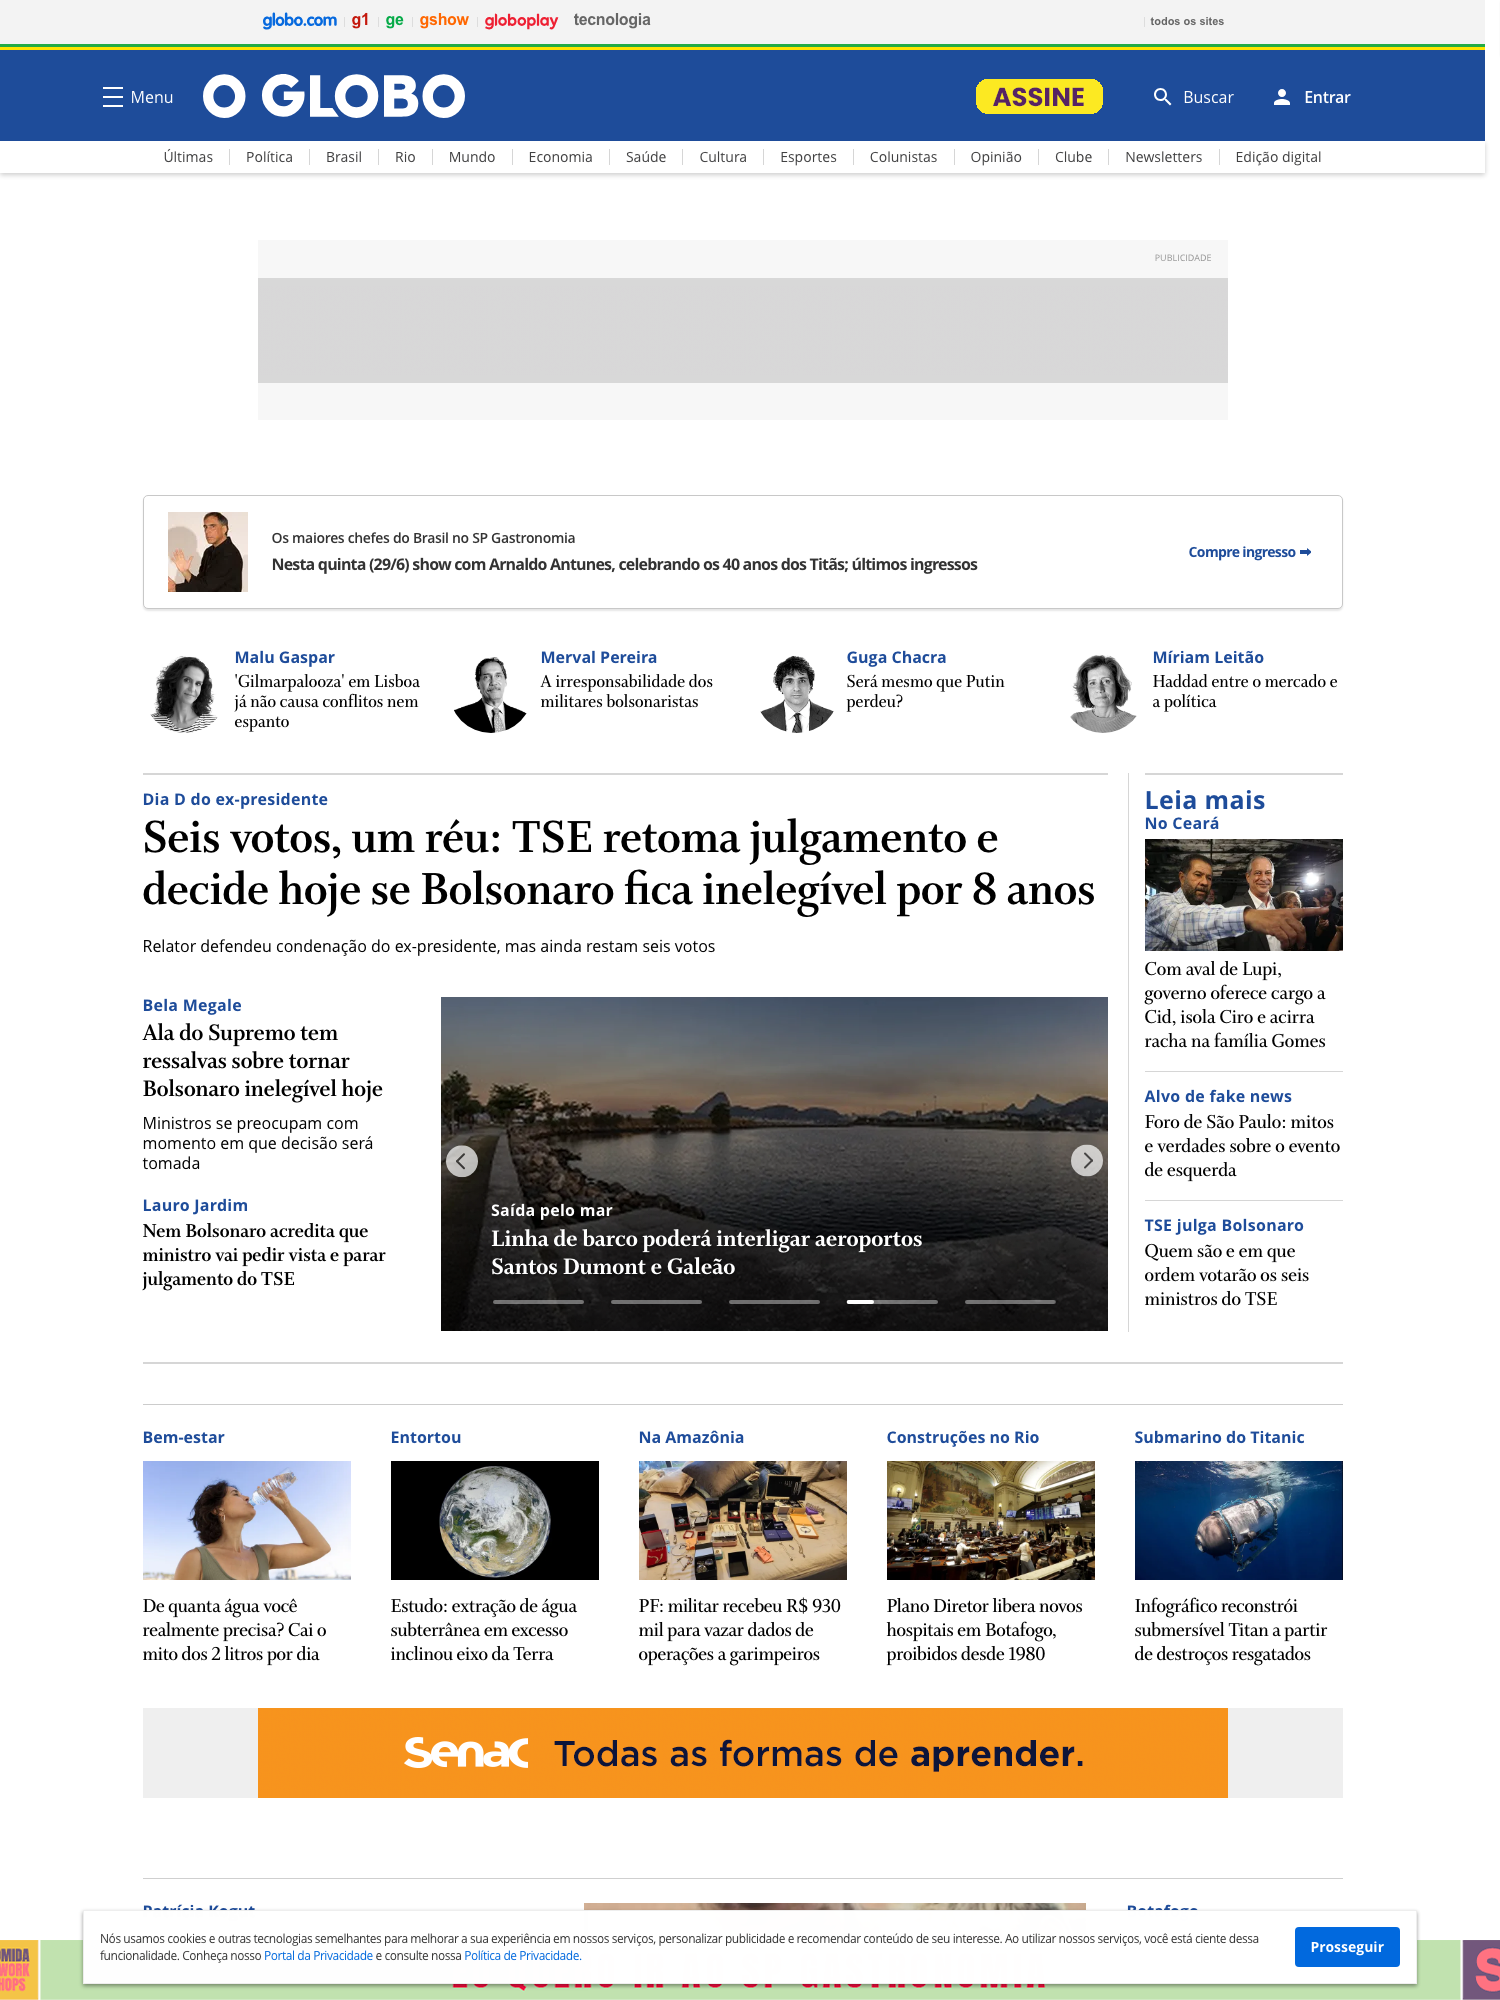 globo.com g1 ge gshow globoplay tecnologia todos os sites
Menu O GLOBO ASSINE Buscar Entrar
Últimas Política Brasil Rio Mundo Economia Saúde Cultura Esportes Colunistas Opinião Clube Newsletters Edição digital
PUBLICIDADE
Os maiores chefes do Brasil no SP Gastronomia
Nesta quinta (29/6) show com Arnaldo Antunes, celebrando os 40 anos dos Titãs; últimos ingressos
Compre ingresso ➡
Malu Gaspar
'Gilmarpalooza' em Lisboa
já não causa conflitos nem
espanto
Merval Pereira
A irresponsabilidade dos
militares bolsonaristas
Guga Chacra
Será mesmo que Putin
perdeu?
Míriam Leitão
Haddad entre o mercado e
a política
Dia D do ex-presidente
Seis votos, um réu: TSE retoma julgamento e
decide hoje se Bolsonaro fica inelegível por 8 anos
Relator defendeu condenação do ex-presidente, mas ainda restam seis votos
Bela Megale
Ala do Supremo tem
ressalvas sobre tornar
Bolsonaro inelegível hoje
Ministros se preocupam com
momento em que decisão será
tomada
Lauro Jardim
Nem Bolsonaro acredita que
ministro vai pedir vista e parar
julgamento do TSE
Saída pelo mar
Linha de barco poderá interligar aeroportos
Santos Dumont e Galeão
Leia mais
No Ceará
Com aval de Lupi,
governo oferece cargo a
Cid, isola Ciro e acirra
racha na família Gomes
Alvo de fake news
Foro de São Paulo: mitos
e verdades sobre o evento
de esquerda
TSE julga Bolsonaro
Quem são e em que
ordem votarão os seis
ministros do TSE
Bem-estar
De quanta água você
realmente precisa? Cai o
mito dos 2 litros por dia
Entortou
Estudo: extração de água
subterrânea em excesso
inclinou eixo da Terra
Na Amazônia
PF: militar recebeu R$ 930
mil para vazar dados de
operações a garimpeiros
Construções no Rio
Plano Diretor libera novos
hospitais em Botafogo,
proibidos desde 1980
Submarino do Titanic
Infográfico reconstrói
submersível Titan a partir
de destroços resgatados
Senac Todas as formas de aprender.
Patrícia Kogut
Botafogo
Nós usamos cookies e outras tecnologias semelhantes para melhorar a sua experiência em nossos serviços, personalizar publicidade e recomendar conteúdo de seu interesse. Ao utilizar nossos serviços, você está ciente dessa
funcionalidade. Conheça nosso Portal da Privacidade e consulte nossa Política de Privacidade.
Prosseguir